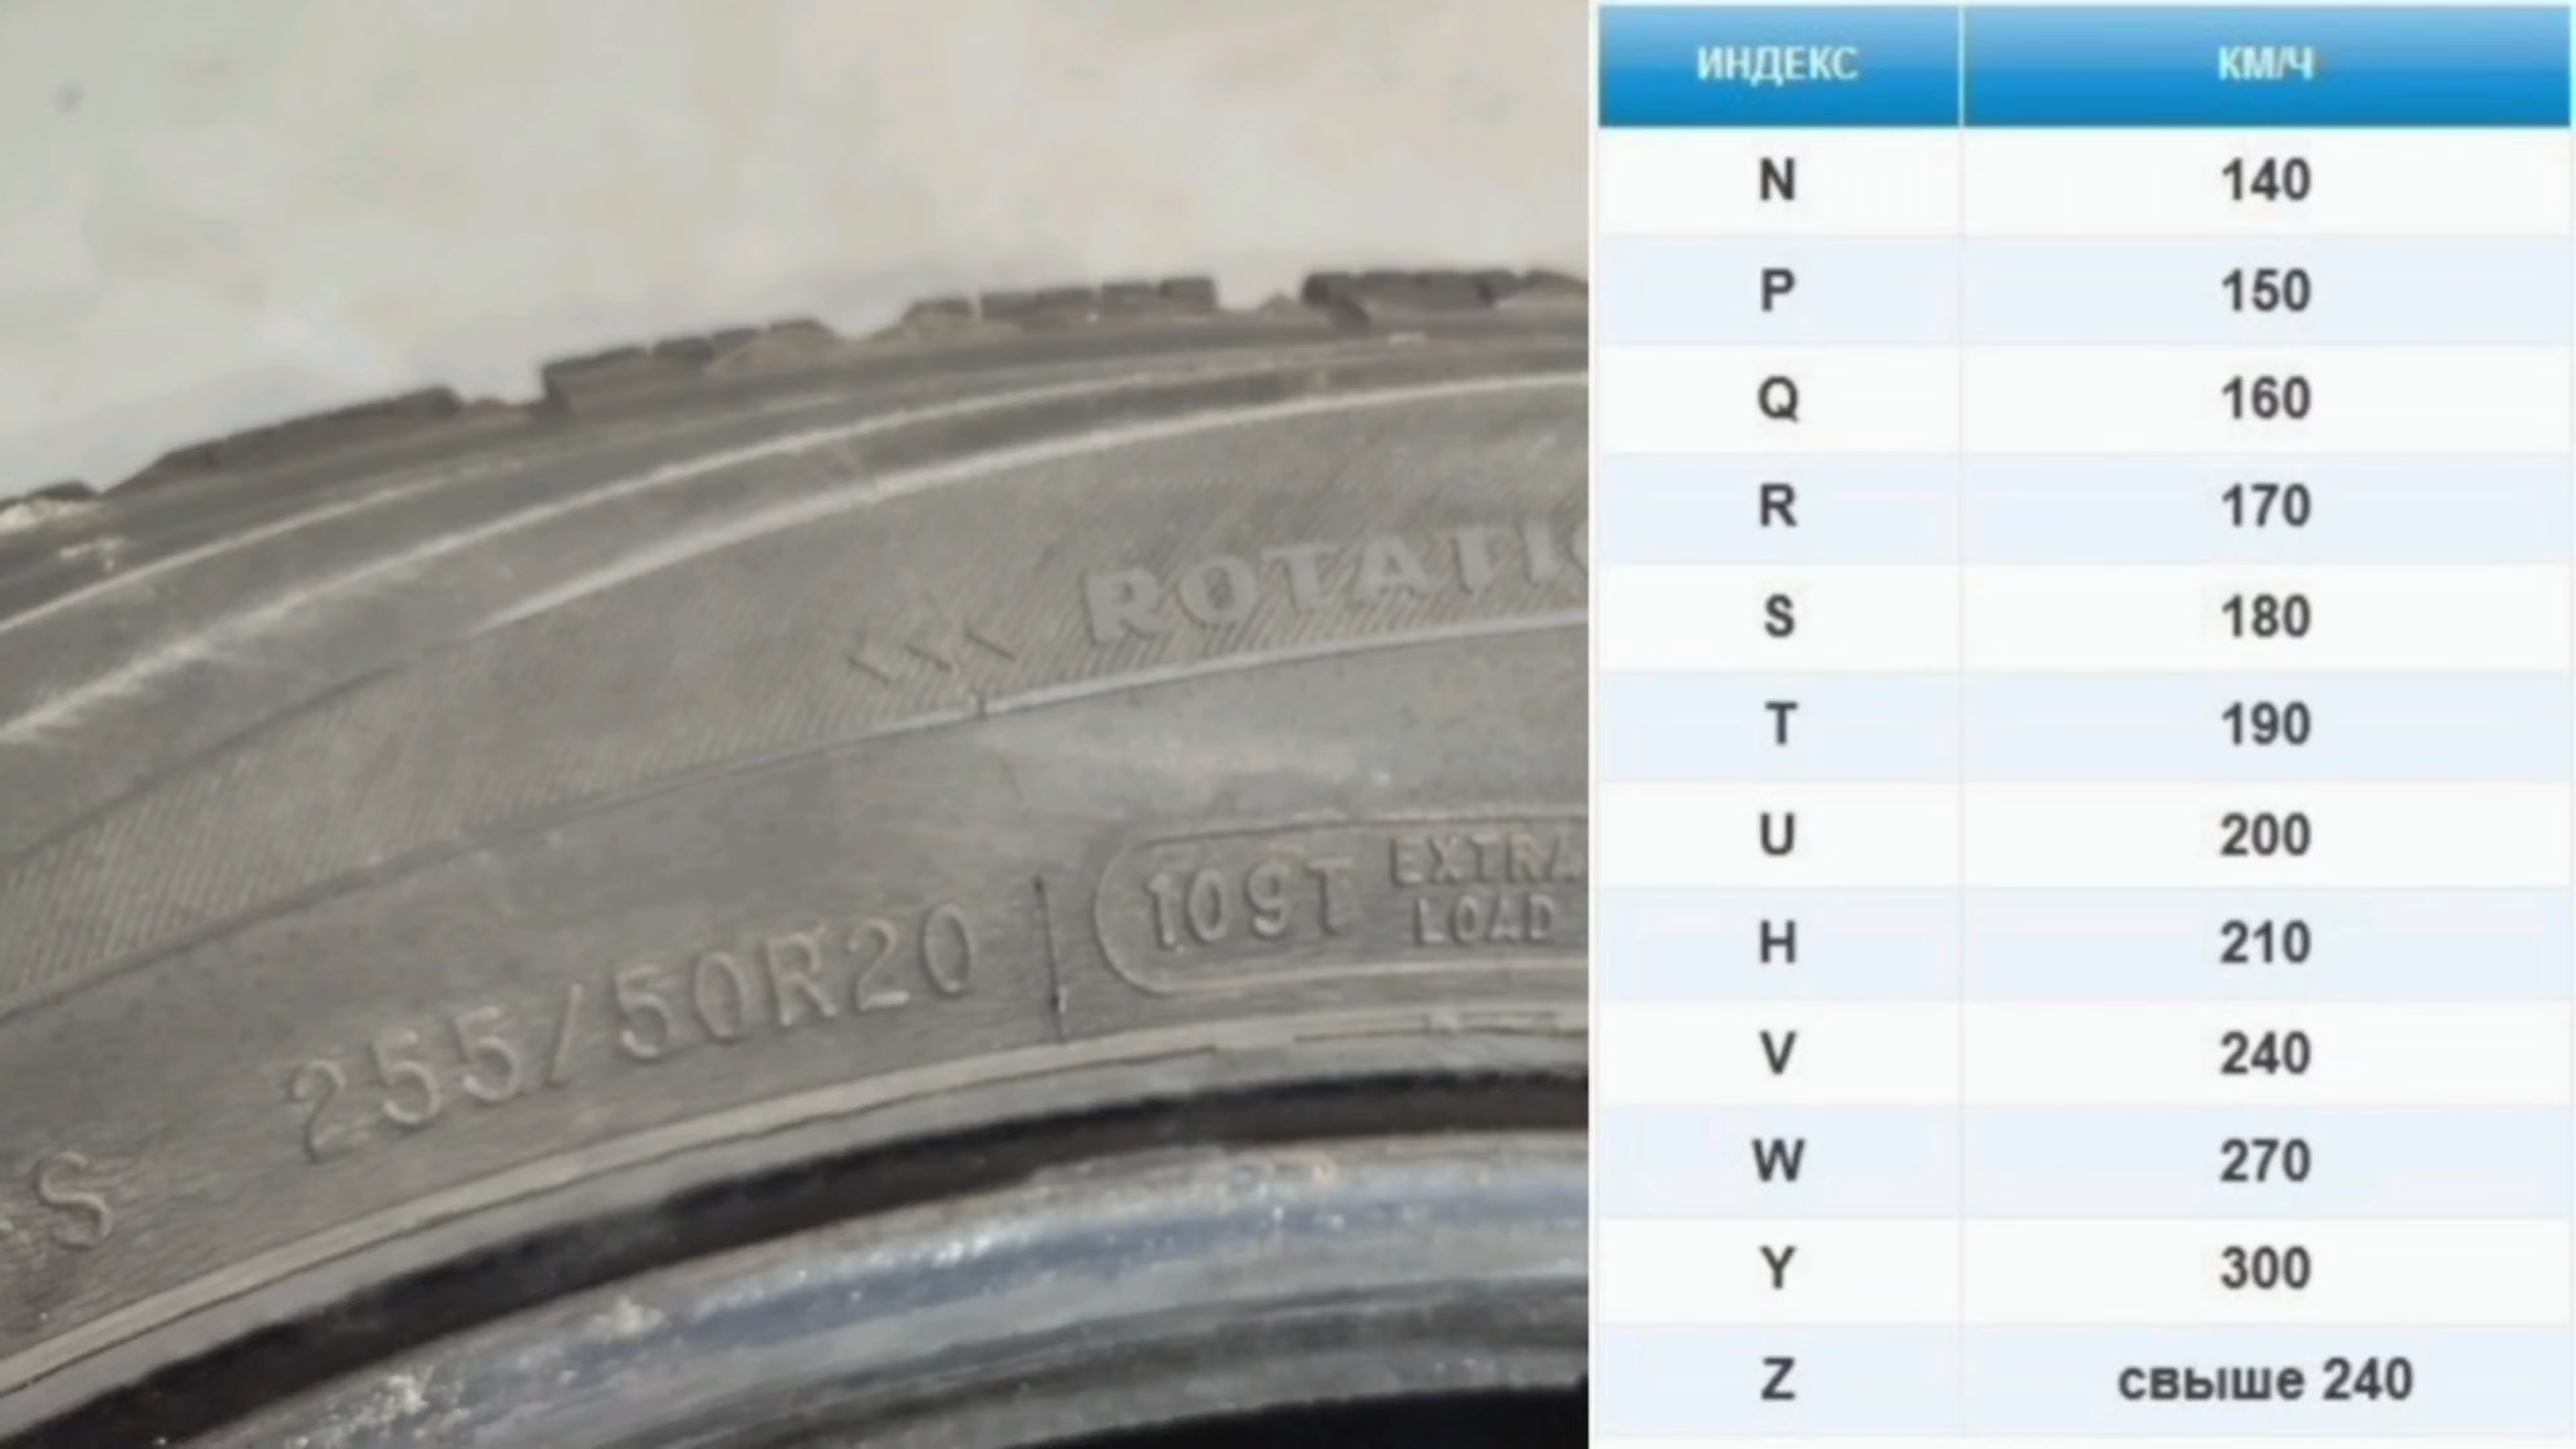 <<< ROTATIO
255/50R20 109T EXTRA
LOAD
S
ИНДЕКС КМ/Ч
N 140
P 150
Q 160
R 170
S 180
T 190
U 200
H 210
V 240
W 270
Y 300
Z свыше 240